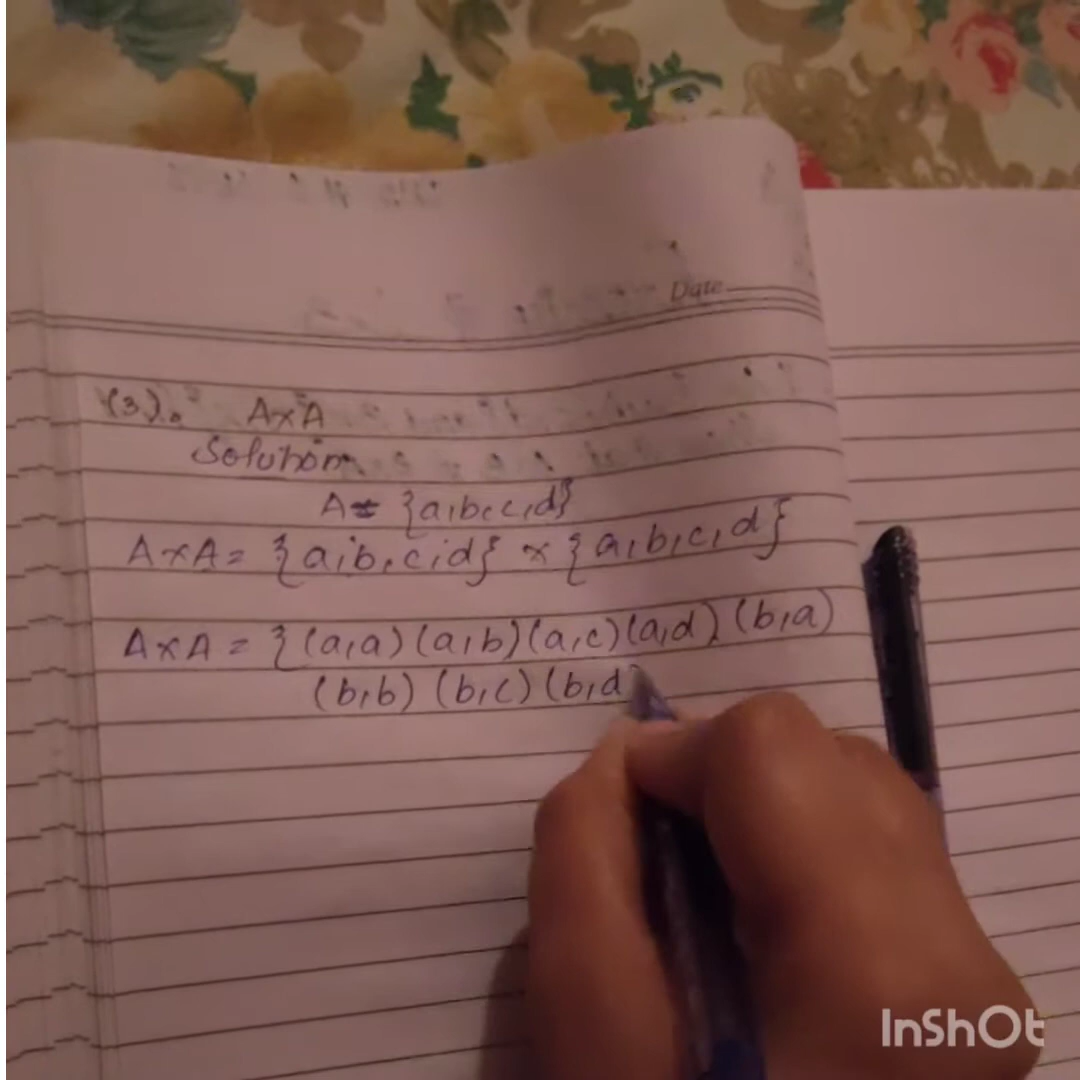 Date
(3). A×A
Solution
A= {a,b,c,d}
A×A= {a,b,c,d} × {a,b,c,d}
A×A = {(a,a) (a,b) (a,c) (a,d) (b,a)
(b,b) (b,c) (b,d)
InShOt